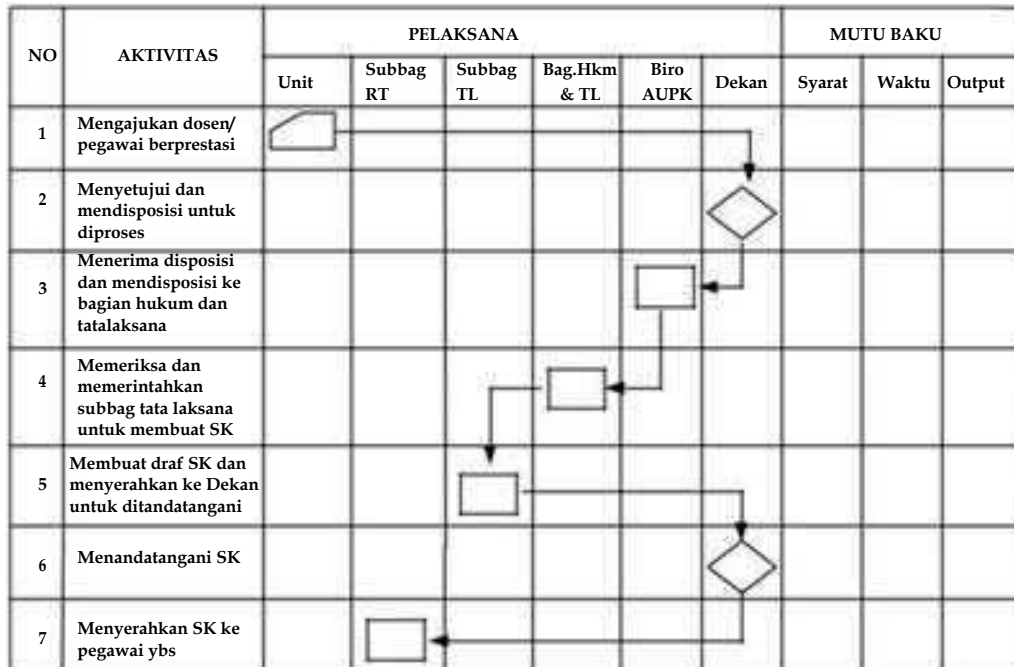 NO
AKTIVITAS
PELAKSANA
MUTU BAKU
Unit
Subbag
RT
Subbag
TL
Bag.Hkm
& TL
Biro
AUPK
Dekan
Syarat
Waktu
Output
1
Mengajukan dosen/
pegawai berprestasi
2
Menyetujui dan
mendisposisi untuk
diproses
3
Menerima disposisi
dan mendisposisi ke
bagian hukum dan
tatalaksana
4
Memeriksa dan
memerintahkan
subbag tata laksana
untuk membuat SK
5
Membuat draf SK dan
menyerahkan ke Dekan
untuk ditandatangani
6
Menandatangani SK
7
Menyerahkan SK ke
pegawai ybs